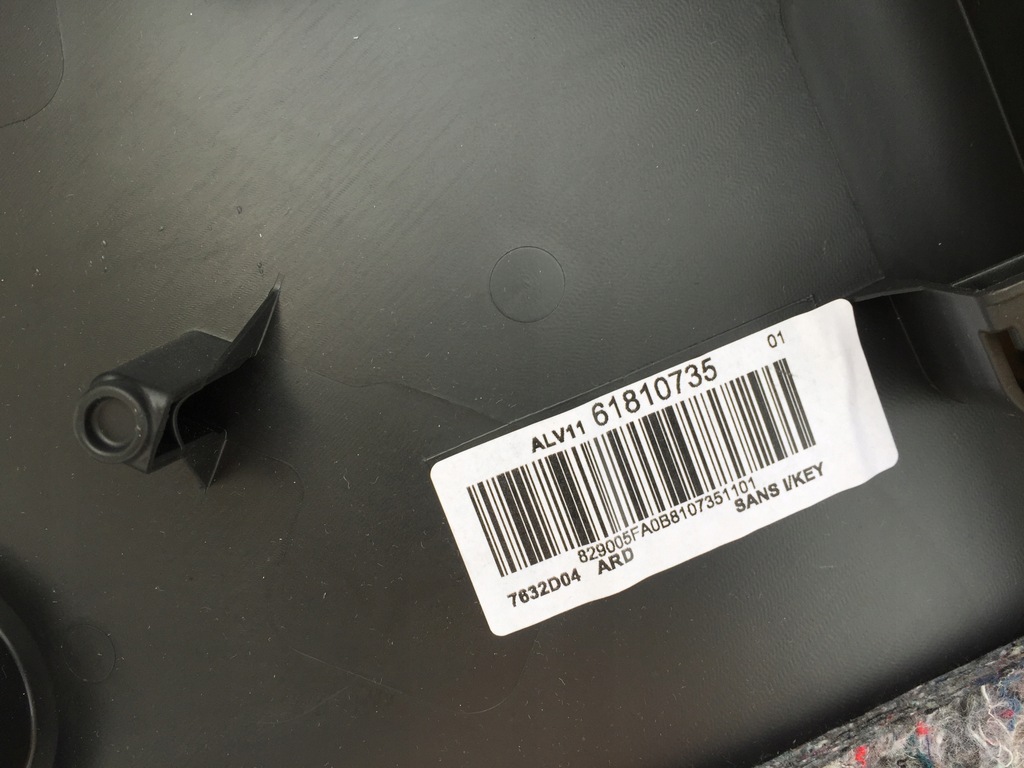 ALV11 61810735 01
829005FA0B8107351101
SANS I/KEY
7632D04 ARD